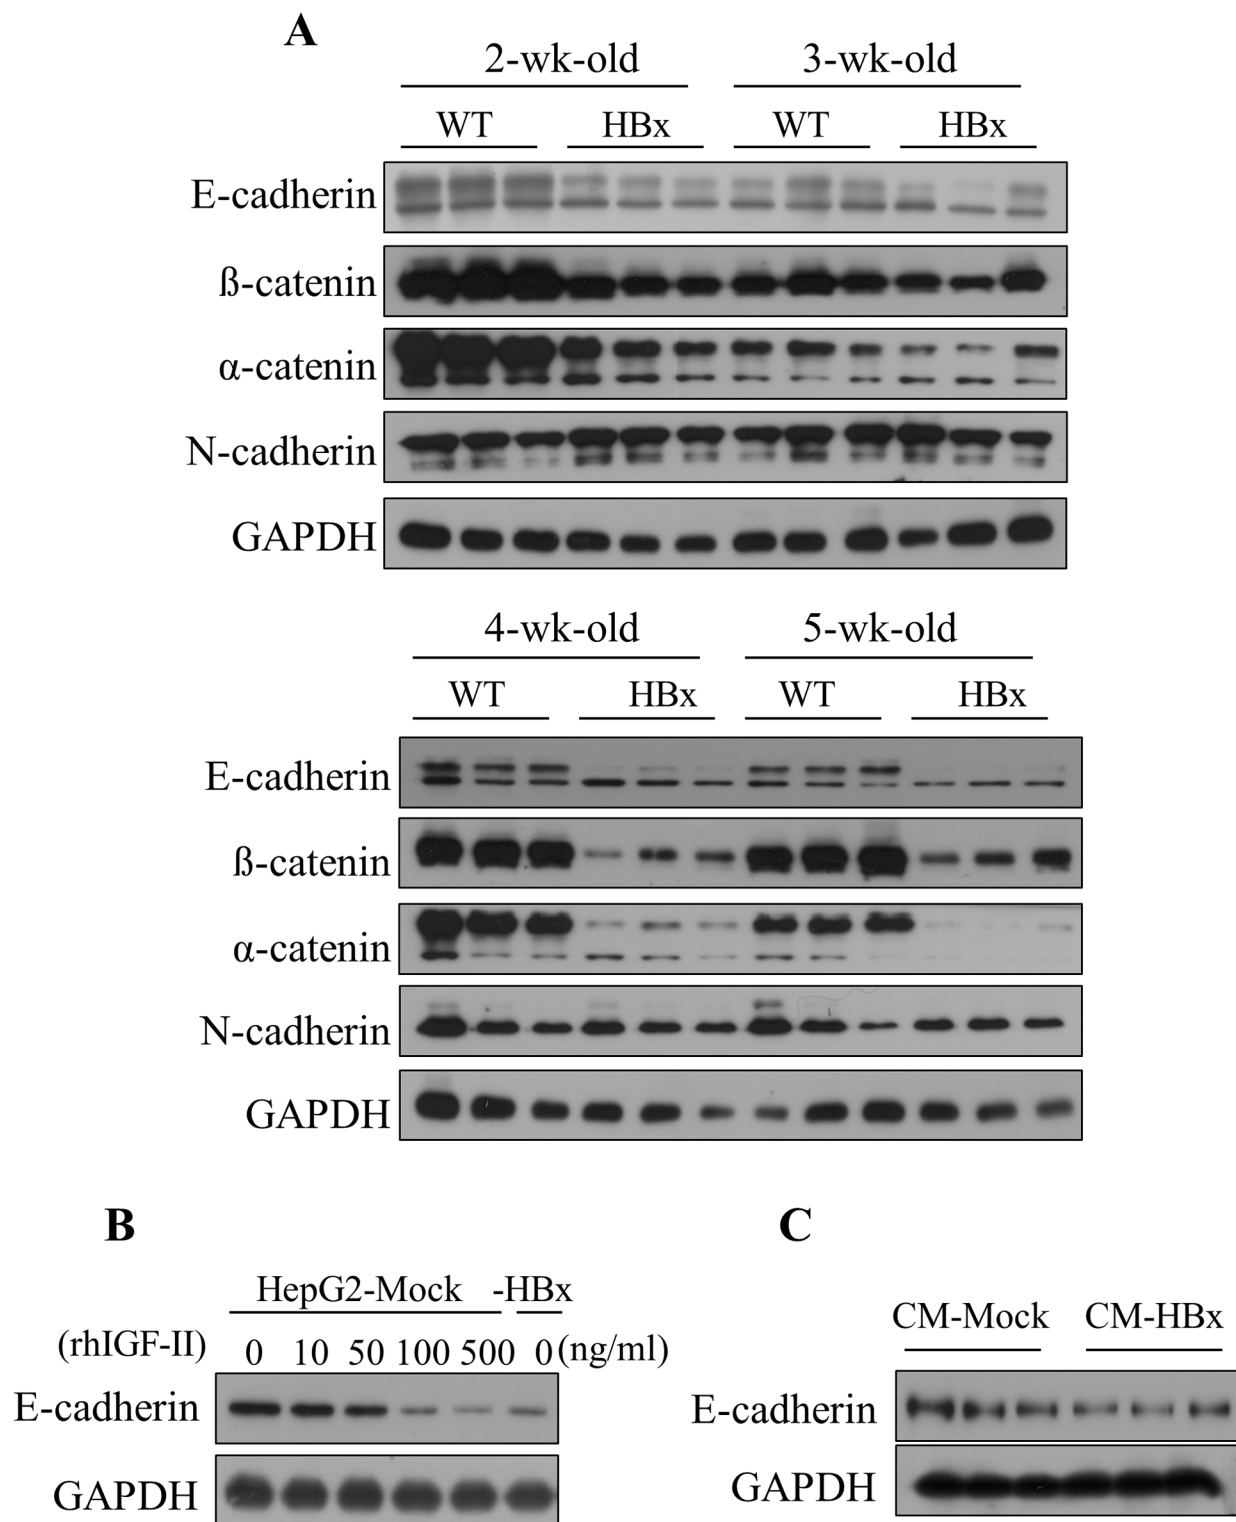 A
2-wk-old 3-wk-old
WT HBx WT HBx
E-cadherin
ß-catenin
α-catenin
N-cadherin
GAPDH
4-wk-old 5-wk-old
WT HBx WT HBx
E-cadherin
ß-catenin
α-catenin
N-cadherin
GAPDH
B
HepG2-Mock -HBx
(rhIGF-II) 0 10 50 100 500 0 (ng/ml)
E-cadherin
GAPDH
C
CM-Mock CM-HBx
E-cadherin
GAPDH